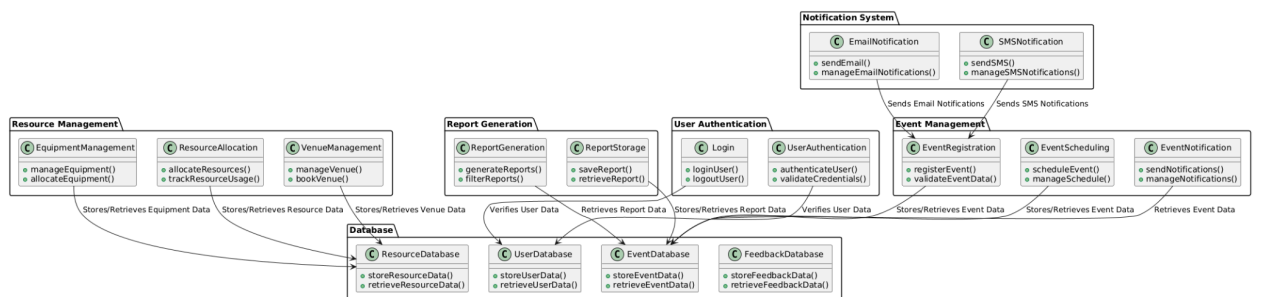 Notification System
C EmailNotification
sendEmail()
manageEmailNotifications()
C SMSNotification
sendSMS()
manageSMSNotifications()
Sends Email Notifications
Sends SMS Notifications
Resource Management
C EquipmentManagement
manageEquipment()
allocateEquipment()
C ResourceAllocation
allocateResources()
trackResourceUsage()
C VenueManagement
manageVenue()
bookVenue()
Report Generation
C ReportGeneration
generateReports()
filterReports()
C ReportStorage
saveReport()
retrieveReport()
User Authentication
C Login
loginUser()
logoutUser()
C UserAuthentication
authenticateUser()
validateCredentials()
Event Management
C EventRegistration
registerEvent()
validateEventData()
C EventScheduling
scheduleEvent()
manageSchedule()
C EventNotification
sendNotifications()
manageNotifications()
Stores/Retrieves Equipment Data
Stores/Retrieves Resource Data
Stores/Retrieves Venue Data
Verifies User Data
Retrieves Report Data
Stores/Retrieves Report Data
Verifies User Data
Stores/Retrieves Event Data
Stores/Retrieves Event Data
Retrieves Event Data
Database
C ResourceDatabase
storeResourceData()
retrieveResourceData()
C UserDatabase
storeUserData()
retrieveUserData()
C EventDatabase
storeEventData()
retrieveEventData()
C FeedbackDatabase
storeFeedbackData()
retrieveFeedbackData()